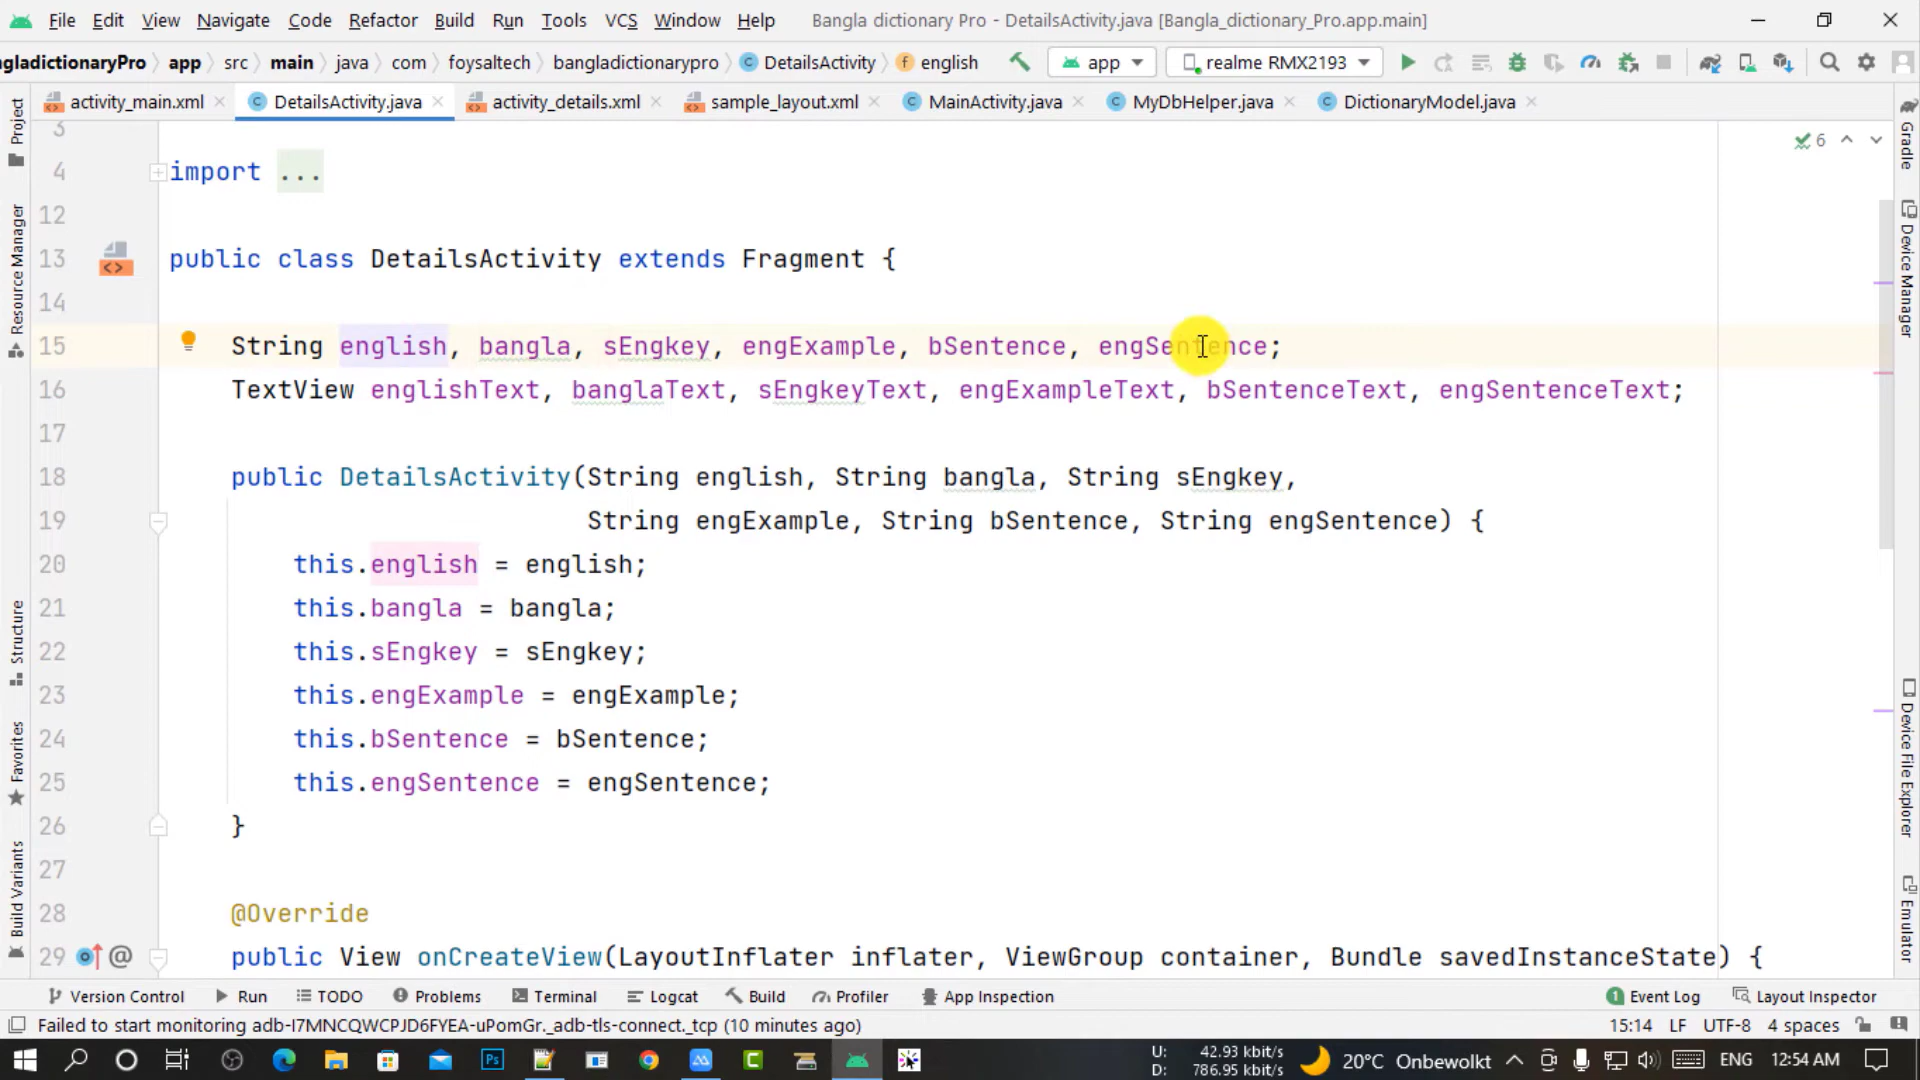 File Edit View Navigate Code Refactor Build Run Tools VCS Window Help Bangla dictionary Pro - DetailsActivity.java [Bangla_dictionary_Pro.app.main]
gladictionaryPro app src main java com foysaltech bangladictionarypro DetailsActivity english app realme RMX2193
activity_main.xml DetailsActivity.java activity_details.xml sample_layout.xml MainActivity.java MyDbHelper.java DictionaryModel.java
3
4 import ...
6
12
13 public class DetailsActivity extends Fragment {
14
15 String english, bangla, sEngkey, engExample, bSentence, engSentence;
16 TextView englishText, banglaText, sEngkeyText, engExampleText, bSentenceText, engSentenceText;
17
18 public DetailsActivity(String english, String bangla, String sEngkey,
19 String engExample, String bSentence, String engSentence) {
20 this.english = english;
21 this.bangla = bangla;
22 this.sEngkey = sEngkey;
23 this.engExample = engExample;
24 this.bSentence = bSentence;
25 this.engSentence = engSentence;
26 }
27
28 @Override
29 public View onCreateView(LayoutInflater inflater, ViewGroup container, Bundle savedInstanceState) {
Project
Resource Manager
Structure
Favorites
Build Variants
Gradle
Device Manager
Device File Explorer
Emulator
Version Control Run TODO Problems Terminal Logcat Build Profiler App Inspection 1 Event Log Layout Inspector
Failed to start monitoring adb-I7MNCQWCPJD6FYEA-uPomGr._adb-tls-connect._tcp (10 minutes ago) 15:14 LF UTF-8 4 spaces
U: 42.93 kbit/s
D: 786.95 kbit/s
20°C Onbewolkt ENG 12:54 AM